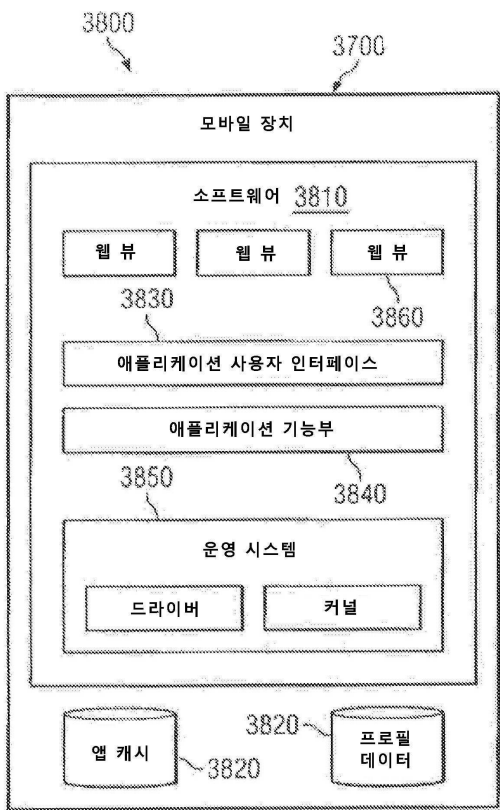 3800
3700
모바일 장치
소프트웨어 3810
웹 뷰 웹 뷰 웹 뷰
3830
3860
애플리케이션 사용자 인터페이스
애플리케이션 기능부
3850
3840
운영 시스템
드라이버 커널
앱 캐시
3820
3820
프로필
데이터